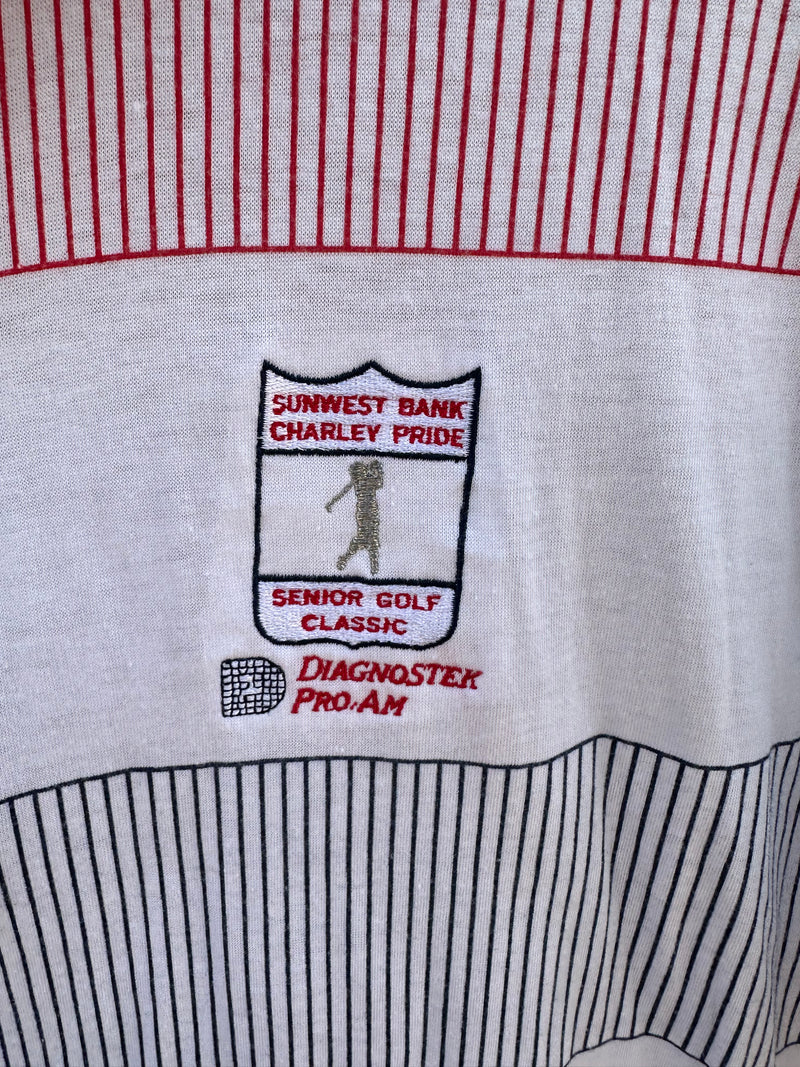 SUNWEST BANK
CHARLEY PRIDE
SENIOR GOLF
CLASSIC
DIAGNOSTEK
PRO-AM